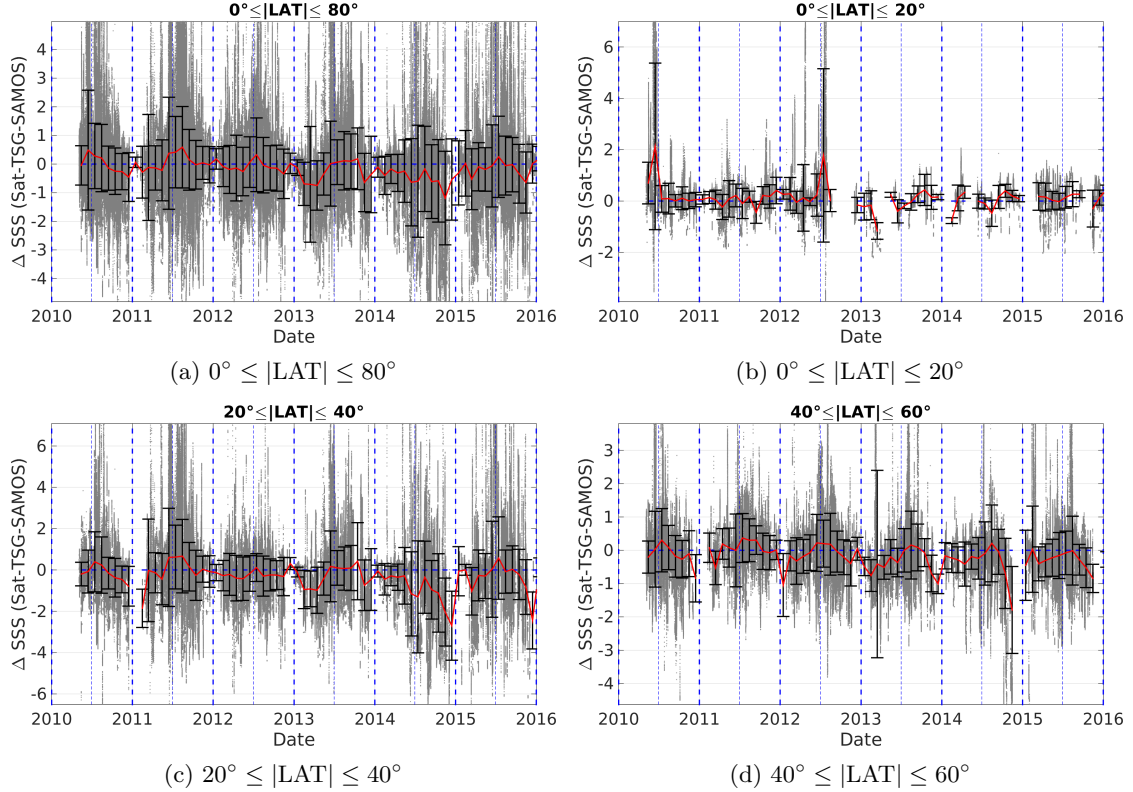 0°≤|LAT|≤ 80°
Δ SSS (Sat-TSG-SAMOS)
4
3
2
1
0
-1
-2
-3
-4
2010 2011 2012 2013 2014 2015 2016
Date
(a) 0° ≤ |LAT| ≤ 80°
0°≤|LAT|≤ 20°
Δ SSS (Sat-TSG-SAMOS)
6
4
2
0
-2
2010 2011 2012 2013 2014 2015 2016
Date
(b) 0° ≤ |LAT| ≤ 20°
20°≤|LAT|≤ 40°
Δ SSS (Sat-TSG-SAMOS)
6
4
2
0
-2
-4
-6
2010 2011 2012 2013 2014 2015 2016
Date
(c) 20° ≤ |LAT| ≤ 40°
40°≤|LAT|≤ 60°
Δ SSS (Sat-TSG-SAMOS)
3
2
1
0
-1
-2
-3
-4
2010 2011 2012 2013 2014 2015 2016
Date
(d) 40° ≤ |LAT| ≤ 60°